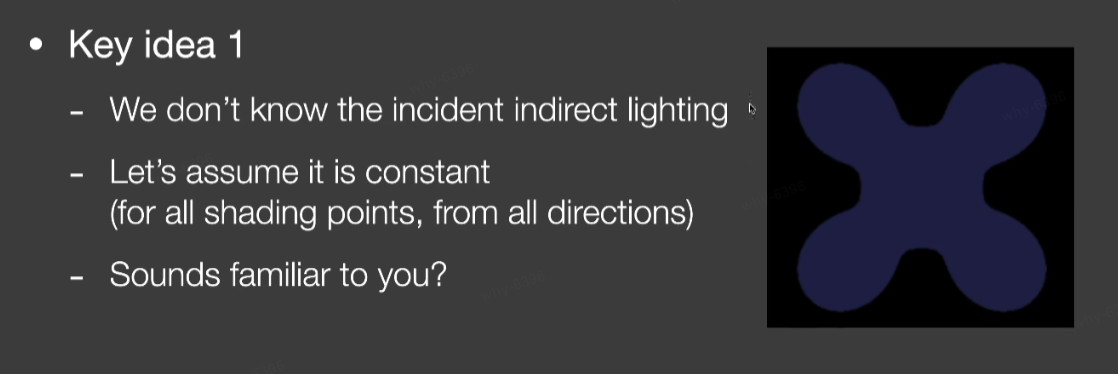 • Key idea 1
- We don't know the incident indirect lighting
- Let's assume it is constant
(for all shading points, from all directions)
- Sounds familiar to you?